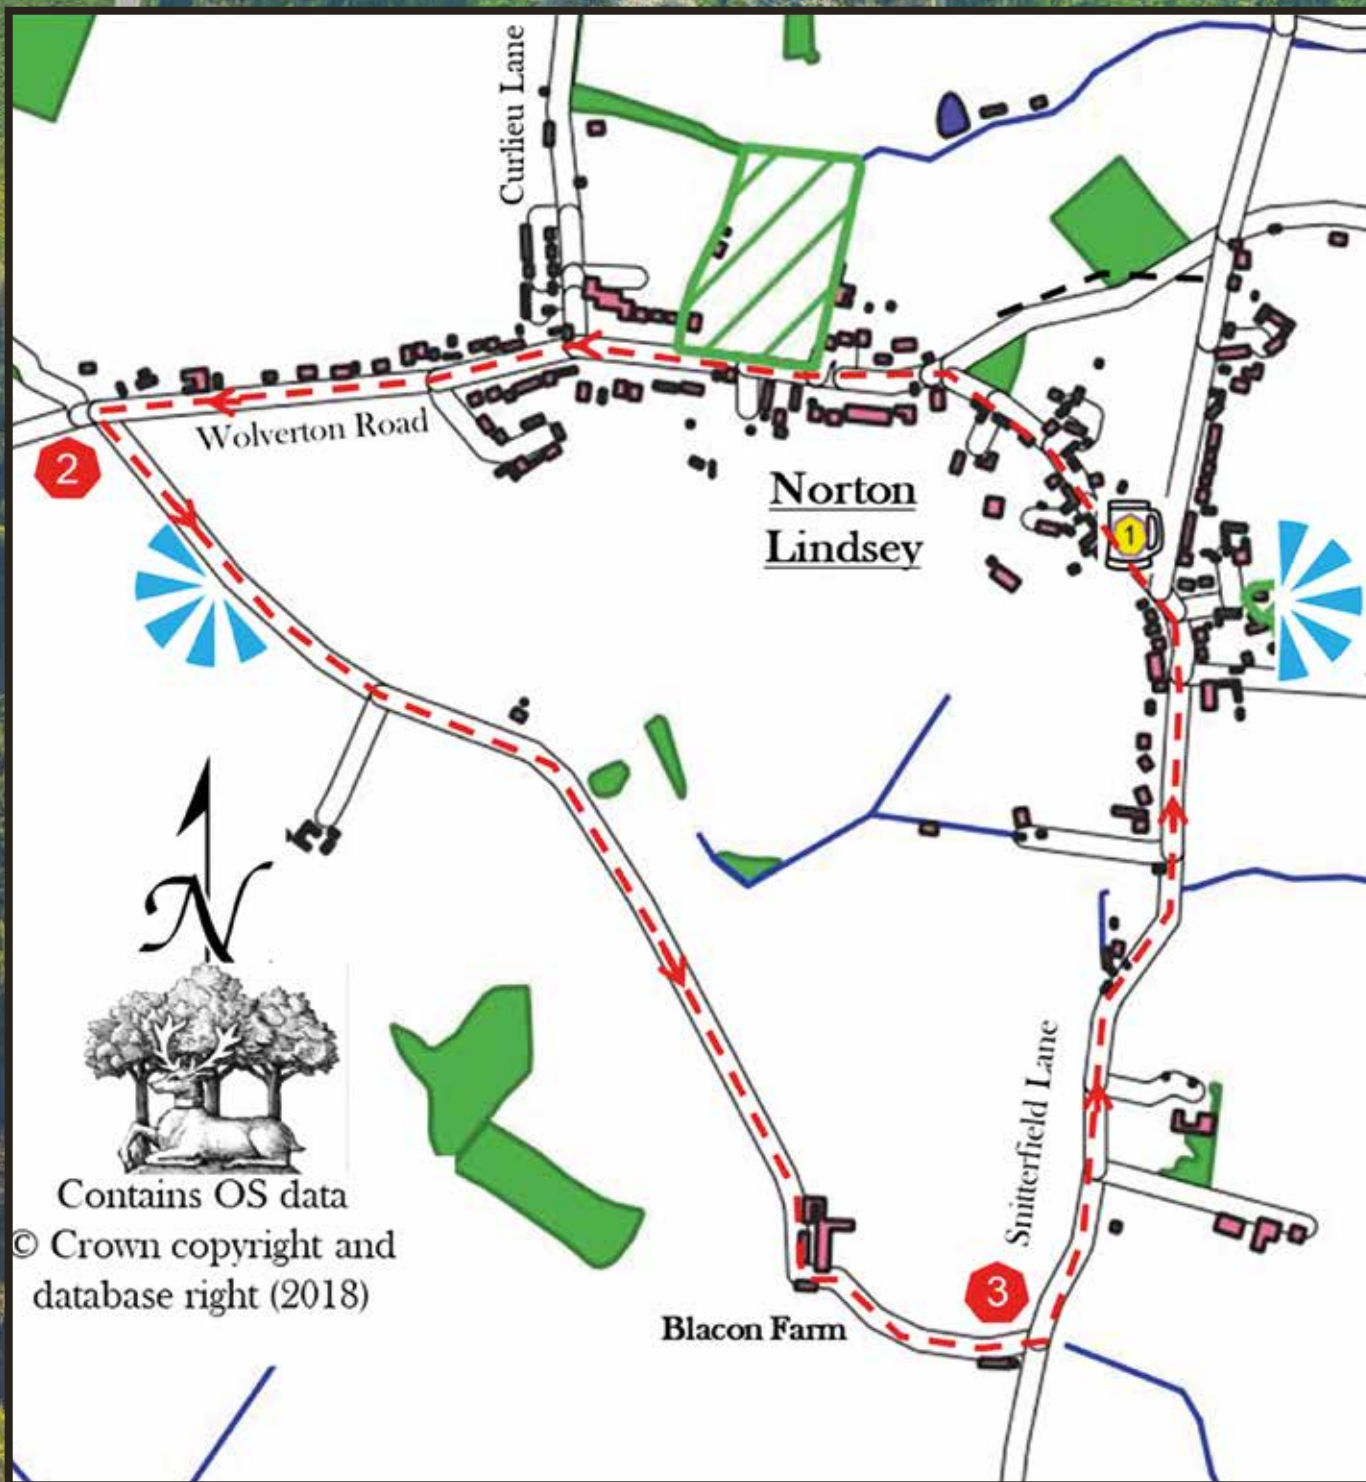 Curlieu Lane
Wolverton Road
2
Norton
Lindsey
1
N
Contains OS data
© Crown copyright and
database right (2018)
Snitterfield Lane
3
Blacon Farm